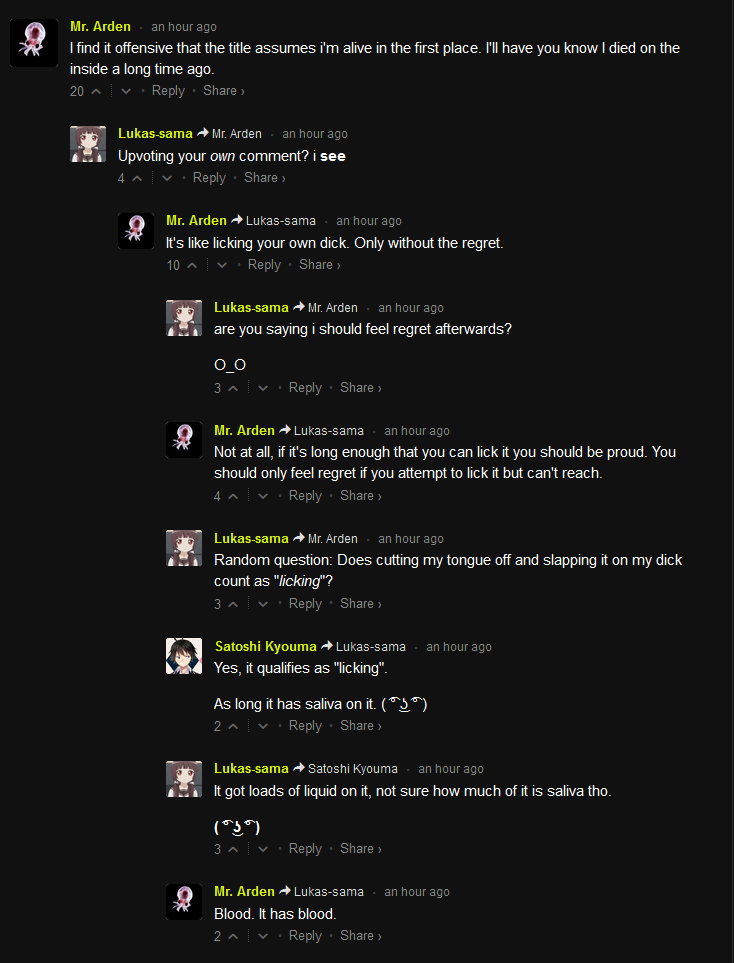 Mr. Arden · an hour ago
I find it offensive that the title assumes i'm alive in the first place. I'll have you know I died on the
inside a long time ago.
20 · Reply · Share ›
Lukas-sama Mr. Arden · an hour ago
Upvoting your own comment? i see
4 · Reply · Share ›
Mr. Arden Lukas-sama · an hour ago
It's like licking your own dick. Only without the regret.
10 · Reply · Share ›
Lukas-sama Mr. Arden · an hour ago
are you saying i should feel regret afterwards?
O_O
3 · Reply · Share ›
Mr. Arden Lukas-sama · an hour ago
Not at all, if it's long enough that you can lick it you should be proud. You
should only feel regret if you attempt to lick it but can't reach.
4 · Reply · Share ›
Lukas-sama Mr. Arden · an hour ago
Random question: Does cutting my tongue off and slapping it on my dick
count as "licking"?
3 · Reply · Share ›
Satoshi Kyouma Lukas-sama · an hour ago
Yes, it qualifies as "licking".
As long it has saliva on it. ( ͡° ͜ʖ ͡°)
2 · Reply · Share ›
Lukas-sama Satoshi Kyouma · an hour ago
It got loads of liquid on it, not sure how much of it is saliva tho.
( ͡° ͜ʖ ͡°)
3 · Reply · Share ›
Mr. Arden Lukas-sama · an hour ago
Blood. It has blood.
2 · Reply · Share ›